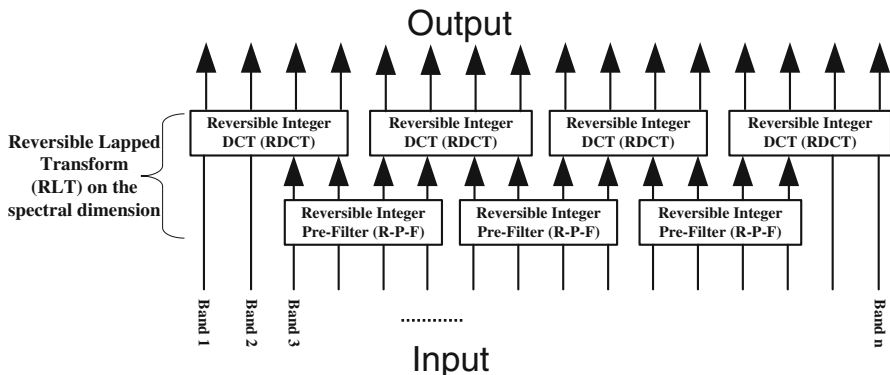 Output
Reversible Lapped
Transform
(RLT) on the
spectral dimension
Reversible Integer
DCT (RDCT)
Reversible Integer
DCT (RDCT)
Reversible Integer
DCT (RDCT)
Reversible Integer
DCT (RDCT)
Reversible Integer
Pre-Filter (R-P-F)
Reversible Integer
Pre-Filter (R-P-F)
Reversible Integer
Pre-Filter (R-P-F)
Band 1
Band 2
Band 3
............
Band n
Input